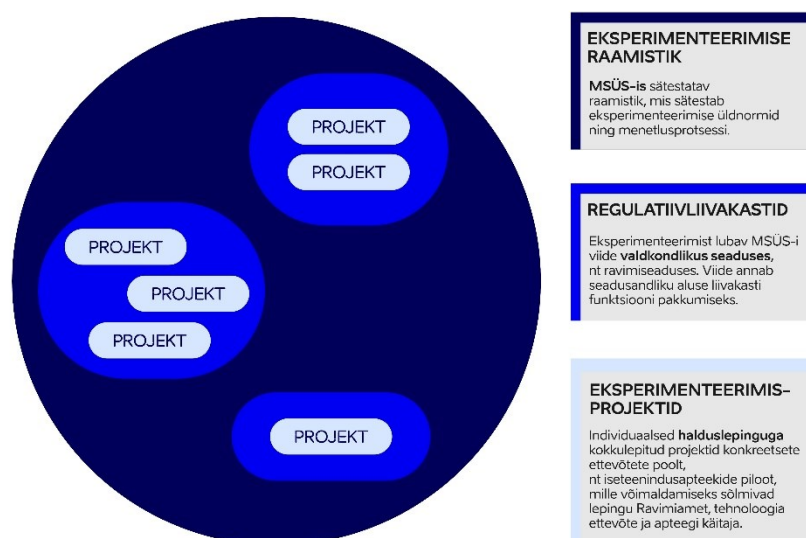 PROJEKT
PROJEKT
PROJEKT
PROJEKT
PROJEKT
PROJEKT
EKSPERIMENTEERIMISE
RAAMISTIK
MSÜS-is sätestatav
raamistik, mis sätestab
eksperimenteerimise üldnormid
ning menetlusprotsessi.
REGULATIIVLIIVAKASTID
Eksperimenteerimist lubav MSÜS-i
viide valdkondlikus seaduses,
nt ravimiseaduses. Viide annab
seadusandliku aluse liivakasti
funktsiooni pakkumiseks.
EKSPERIMENTEERIMIS-
PROJEKTID
Individuaalsed halduslepinguga
kokkulepitud projektid konkreetsete
ettevõtete poolt,
nt iseteenindusapteekide piloot,
mille võimaldamiseks sõlmivad
lepingu Ravimiamet, tehnoloogia
ettevõte ja apteegi käitaja.